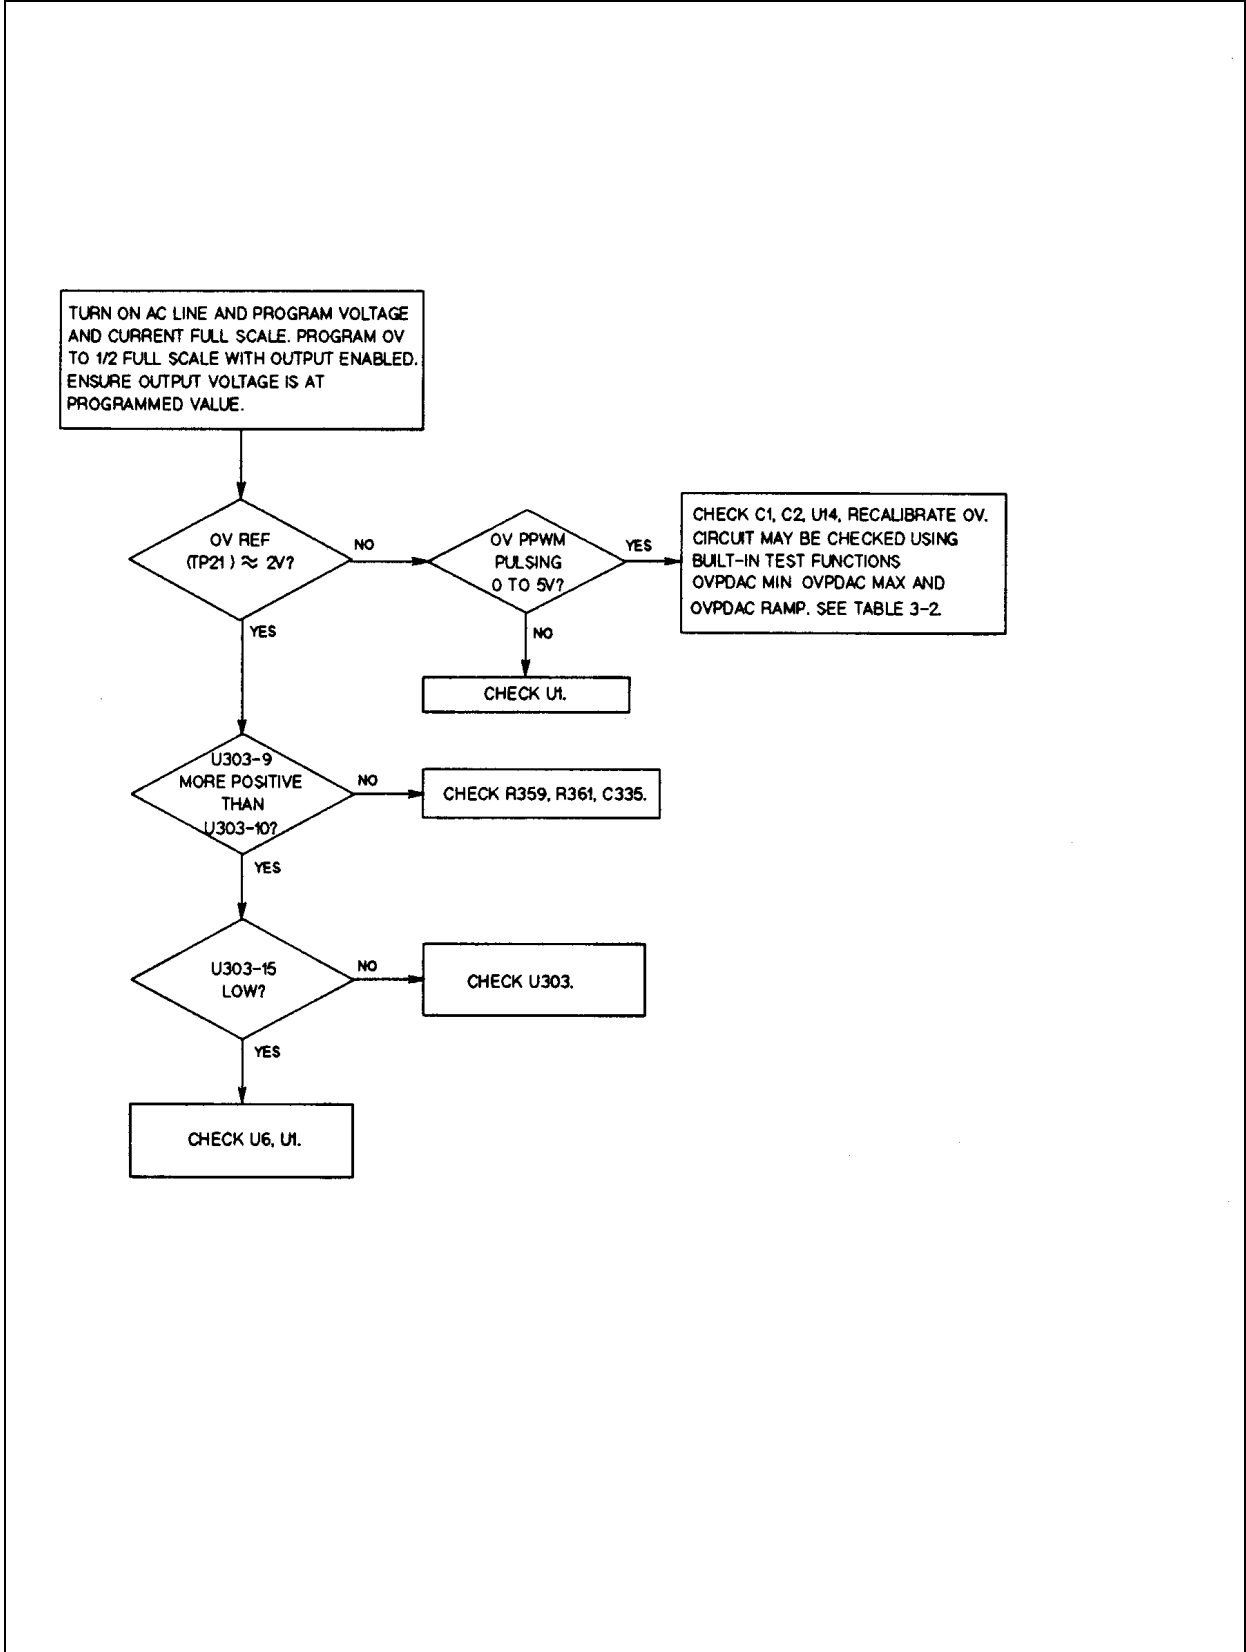 TURN ON AC LINE AND PROGRAM VOLTAGE
AND CURRENT FULL SCALE. PROGRAM OV
TO 1/2 FULL SCALE WITH OUTPUT ENABLED.
ENSURE OUTPUT VOLTAGE IS AT
PROGRAMMED VALUE.
OV REF
(TP21) ≈ 2V?
NO
OV PPWM
PULSING
0 TO 5V?
YES
CHECK C1, C2, U14, RECALIBRATE OV.
CIRCUIT MAY BE CHECKED USING
BUILT-IN TEST FUNCTIONS
OVPDAC MIN OVPDAC MAX AND
OVPDAC RAMP. SEE TABLE 3-2.
YES
NO
CHECK U1.
U303-9
MORE POSITIVE
THAN
U303-10?
NO
CHECK R359, R361, C335.
YES
U303-15
LOW?
NO
CHECK U303.
YES
CHECK U6, U1.